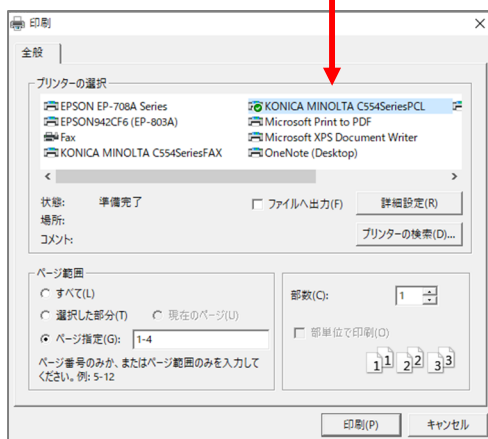 印刷
全般
プリンターの選択
EPSON EP-708A Series
EPSON942CF6 (EP-803A)
Fax
KONICA MINOLTA C554SeriesFAX
KONICA MINOLTA C554SeriesPCL
Microsoft Print to PDF
Microsoft XPS Document Writer
OneNote (Desktop)
状態: 準備完了
場所:
コメント:
ファイルへ出力(F)
詳細設定(R)
プリンターの検索(D)...
ページ範囲
すべて(L)
選択した部分(T) 現在のページ(U)
ページ指定(G): 1-4
ページ番号のみか、またはページ範囲のみを入力して
ください。例: 5-12
部数(C): 1
部単位で印刷(O)
1 1 2 2 3 3
印刷(P) キャンセル